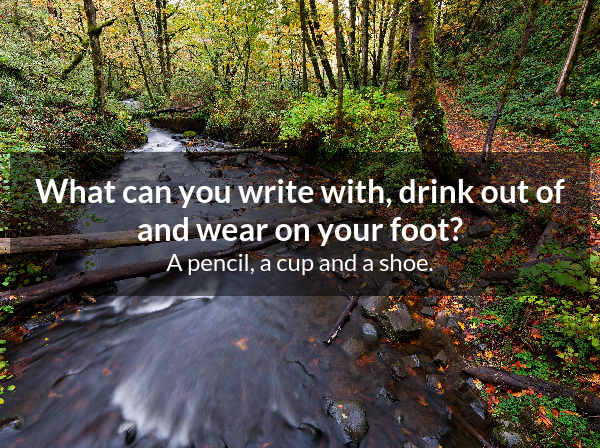 What can you write with, drink out of
and wear on your foot?
A pencil, a cup and a shoe.